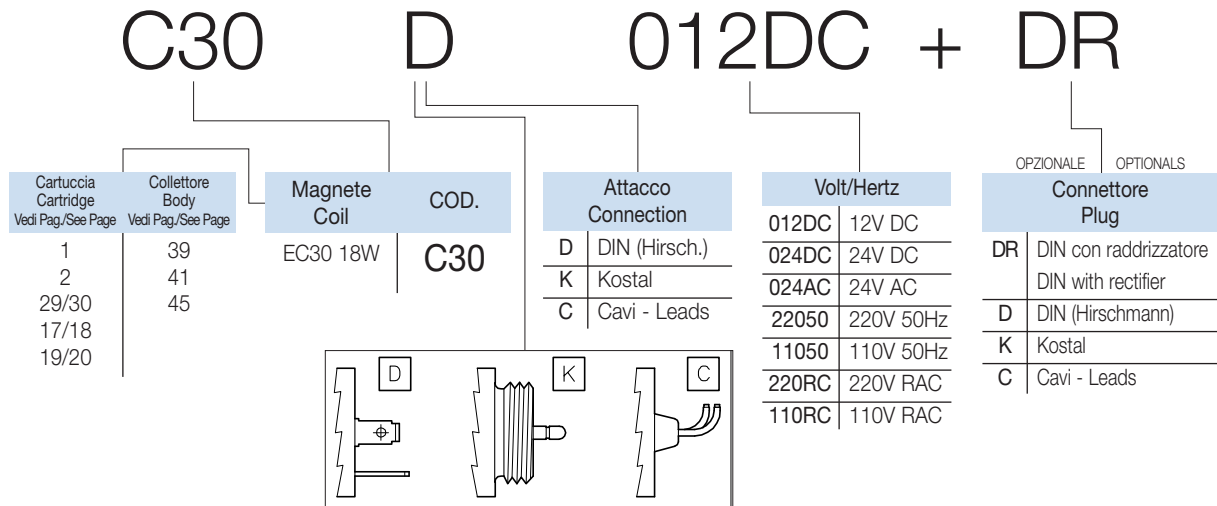 C30 D 012DC + DR
OPZIONALE OPTIONALS
Cartuccia
Cartridge
Vedi Pag./See Page
Collettore
Body
Vedi Pag./See Page
1 39
2 41
29/30 45
17/18
19/20
Magnete
Coil
COD.
EC30 18W C30
Attacco
Connection
D DIN (Hirsch.)
K Kostal
C Cavi - Leads
Volt/Hertz
012DC 12V DC
024DC 24V DC
024AC 24V AC
22050 220V 50Hz
11050 110V 50Hz
220RC 220V RAC
110RC 110V RAC
Connettore
Plug
DR DIN con raddrizzatore
DIN with rectifier
D DIN (Hirschmann)
K Kostal
C Cavi - Leads
D K C